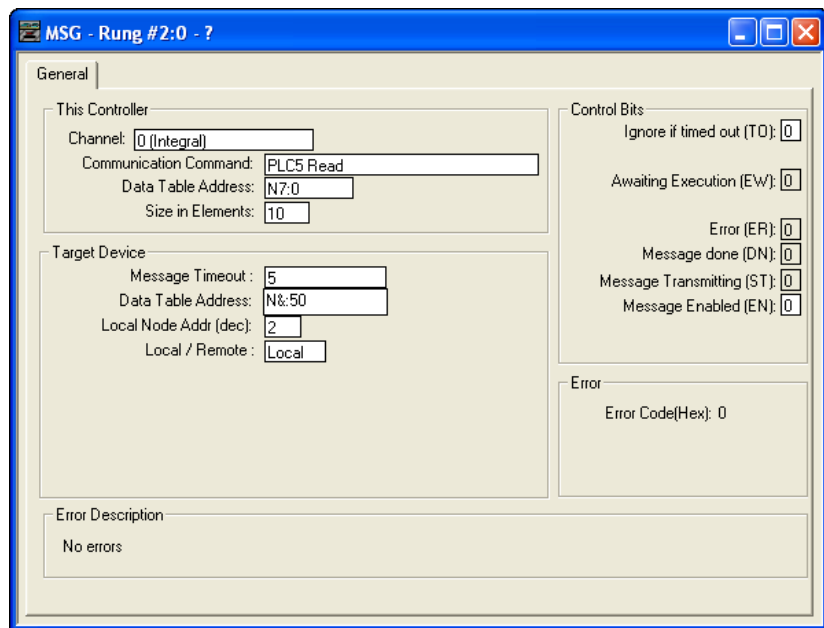 MSG - Rung #2:0 - ?
General
This Controller
Channel: 0 (Integral)
Communication Command: PLC5 Read
Data Table Address: N7:0
Size in Elements: 10
Target Device
Message Timeout : 5
Data Table Address: N&:50
Local Node Addr (dec): 2
Local / Remote : Local
Control Bits
Ignore if timed out (TO): 0
Awaiting Execution (EW): 0
Error (ER): 0
Message done (DN): 0
Message Transmitting (ST): 0
Message Enabled (EN): 0
Error
Error Code(Hex): 0
Error Description
No errors